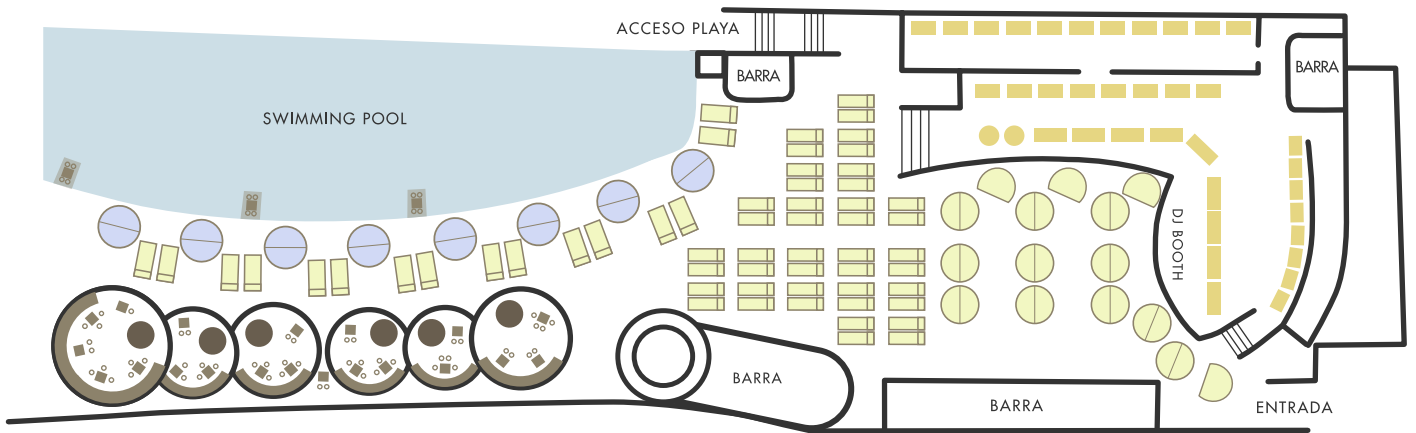 ACCESO PLAYA
BARRA
BARRA
SWIMMING POOL
DJ BOOTH
BARRA
BARRA
ENTRADA